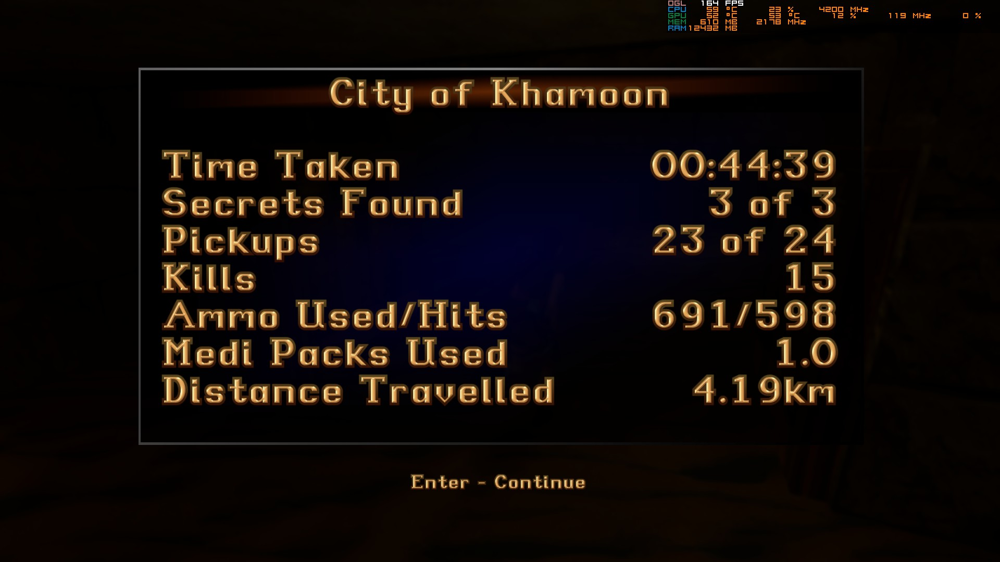 OGL 164 FPS
CPU 59 °C 23 % 4200 MHz
GPU 52 °C 53 °C 12 % 119 MHz 0 %
MEM 610 MB 2178 MHz
RAM 12432 MB
City of Khamoon
Time Taken 00:44:39
Secrets Found 3 of 3
Pickups 23 of 24
Kills 15
Ammo Used/Hits 691/598
Medi Packs Used 1.0
Distance Travelled 4.19km
Enter - Continue